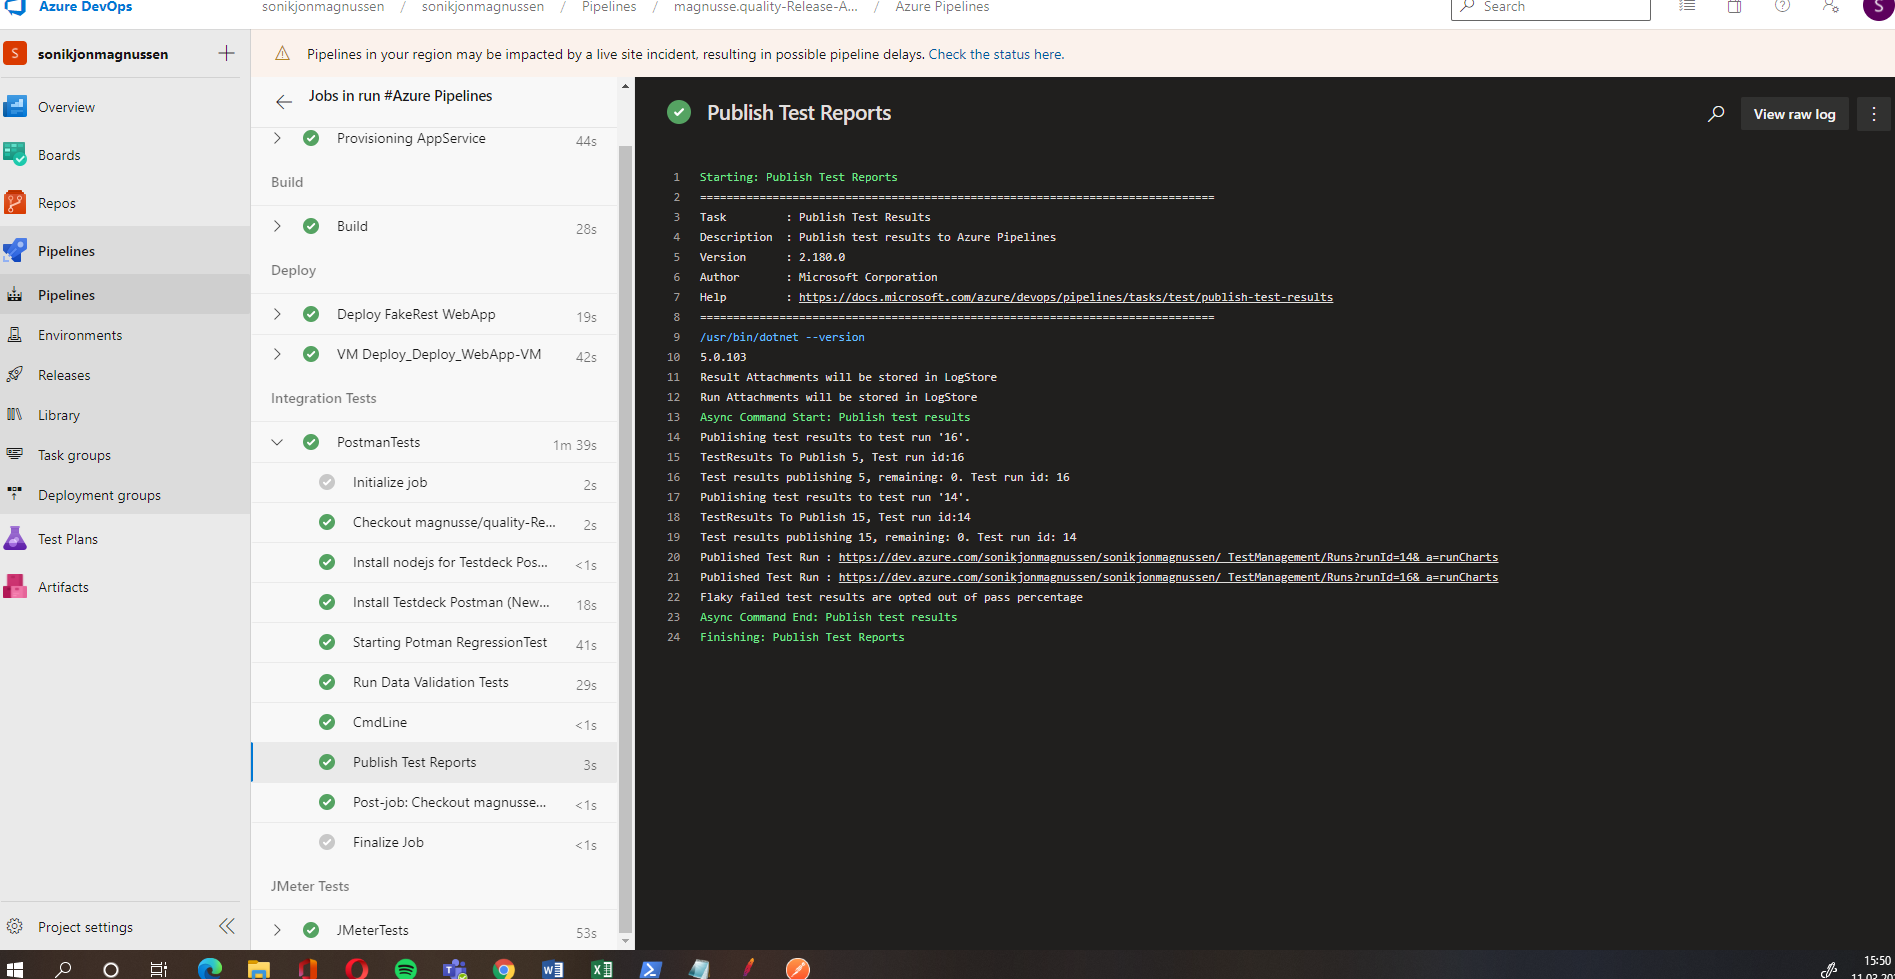 Azure DevOps
sonikjonmagnussen / sonikjonmagnussen / Pipelines / magnusse.quality-Release-A... / Azure Pipelines
Search
S
S
sonikjonmagnussen
Pipelines in your region may be impacted by a live site incident, resulting in possible pipeline delays. Check the status here.
Overview
Boards
Repos
Pipelines
Pipelines
Environments
Releases
Library
Task groups
Deployment groups
Test Plans
Artifacts
Project settings
Jobs in run #Azure Pipelines
Provisioning AppService 44s
Build
Build 28s
Deploy
Deploy FakeRest WebApp 19s
VM Deploy_Deploy_WebApp-VM 42s
Integration Tests
PostmanTests 1m 39s
Initialize job 2s
Checkout magnusse/quality-Re... 2s
Install nodejs for Testdeck Pos... <1s
Install Testdeck Postman (New... 18s
Starting Potman RegressionTest 41s
Run Data Validation Tests 29s
CmdLine <1s
Publish Test Reports 3s
Post-job: Checkout magnusse... <1s
Finalize Job <1s
JMeter Tests
JMeterTests 53s
Publish Test Reports
View raw log
1 Starting: Publish Test Reports
2 ==============================================================================
3 Task         : Publish Test Results
4 Description  : Publish test results to Azure Pipelines
5 Version      : 2.180.0
6 Author       : Microsoft Corporation
7 Help         : https://docs.microsoft.com/azure/devops/pipelines/tasks/test/publish-test-results
8 ==============================================================================
9 /usr/bin/dotnet --version
10 5.0.103
11 Result Attachments will be stored in LogStore
12 Run Attachments will be stored in LogStore
13 Async Command Start: Publish test results
14 Publishing test results to test run '16'.
15 TestResults To Publish 5, Test run id:16
16 Test results publishing 5, remaining: 0. Test run id: 16
17 Publishing test results to test run '14'.
18 TestResults To Publish 15, Test run id:14
19 Test results publishing 15, remaining: 0. Test run id: 14
20 Published Test Run : https://dev.azure.com/sonikjonmagnussen/sonikjonmagnussen/_TestManagement/Runs?runId=14&_a=runCharts
21 Published Test Run : https://dev.azure.com/sonikjonmagnussen/sonikjonmagnussen/_TestManagement/Runs?runId=16&_a=runCharts
22 Flaky failed test results are opted out of pass percentage
23 Async Command End: Publish test results
24 Finishing: Publish Test Reports
15:50